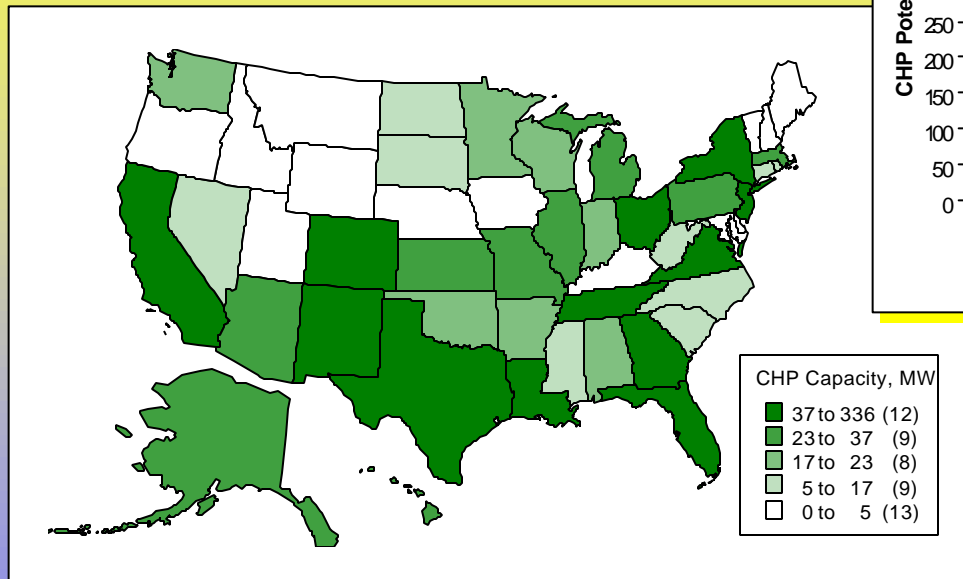 CHP Pote
250
200
150
100
50
0
CHP Capacity, MW
37 to 336 (12)
23 to 37 (9)
17 to 23 (8)
5 to 17 (9)
0 to 5 (13)